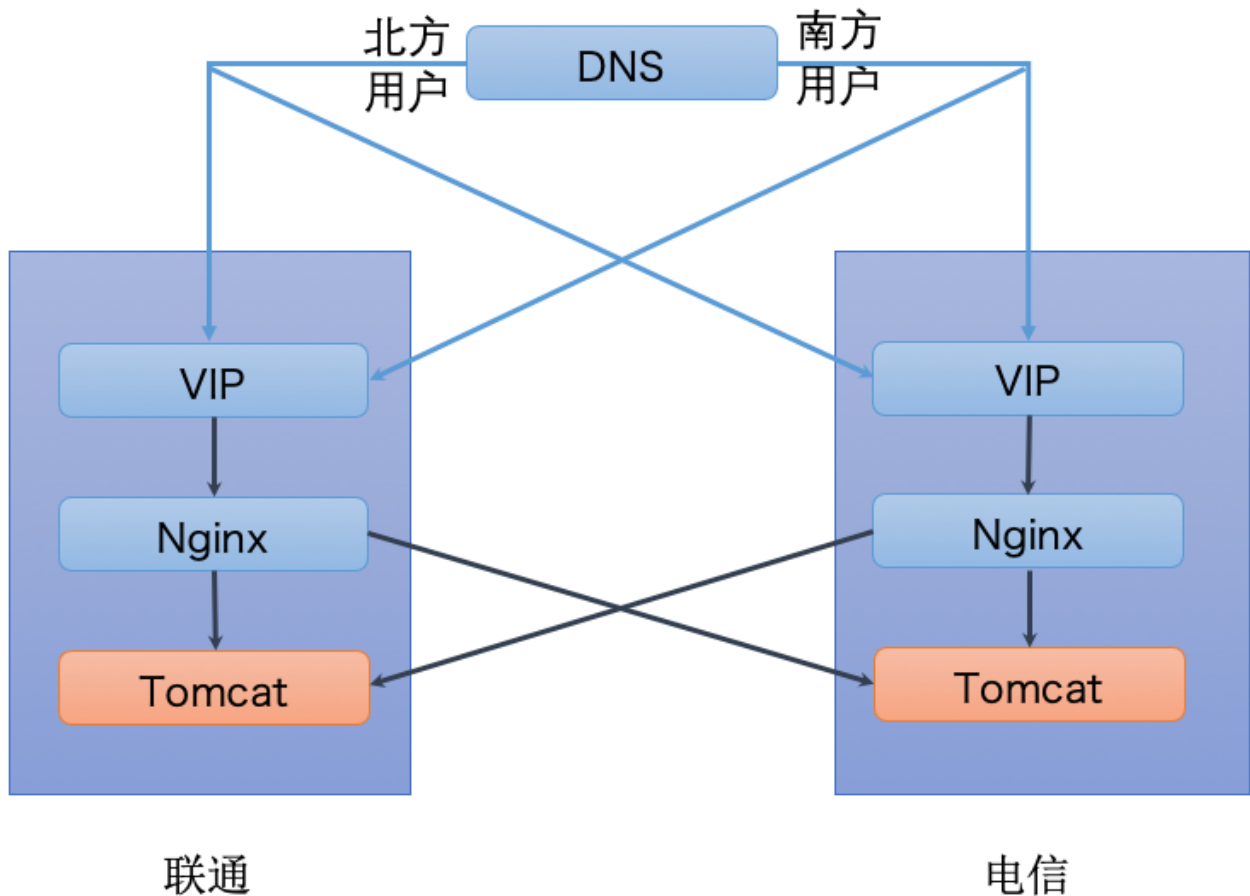 北方
用户
DNS
南方
用户
VIP
VIP
Nginx
Nginx
Tomcat
Tomcat
联通
电信